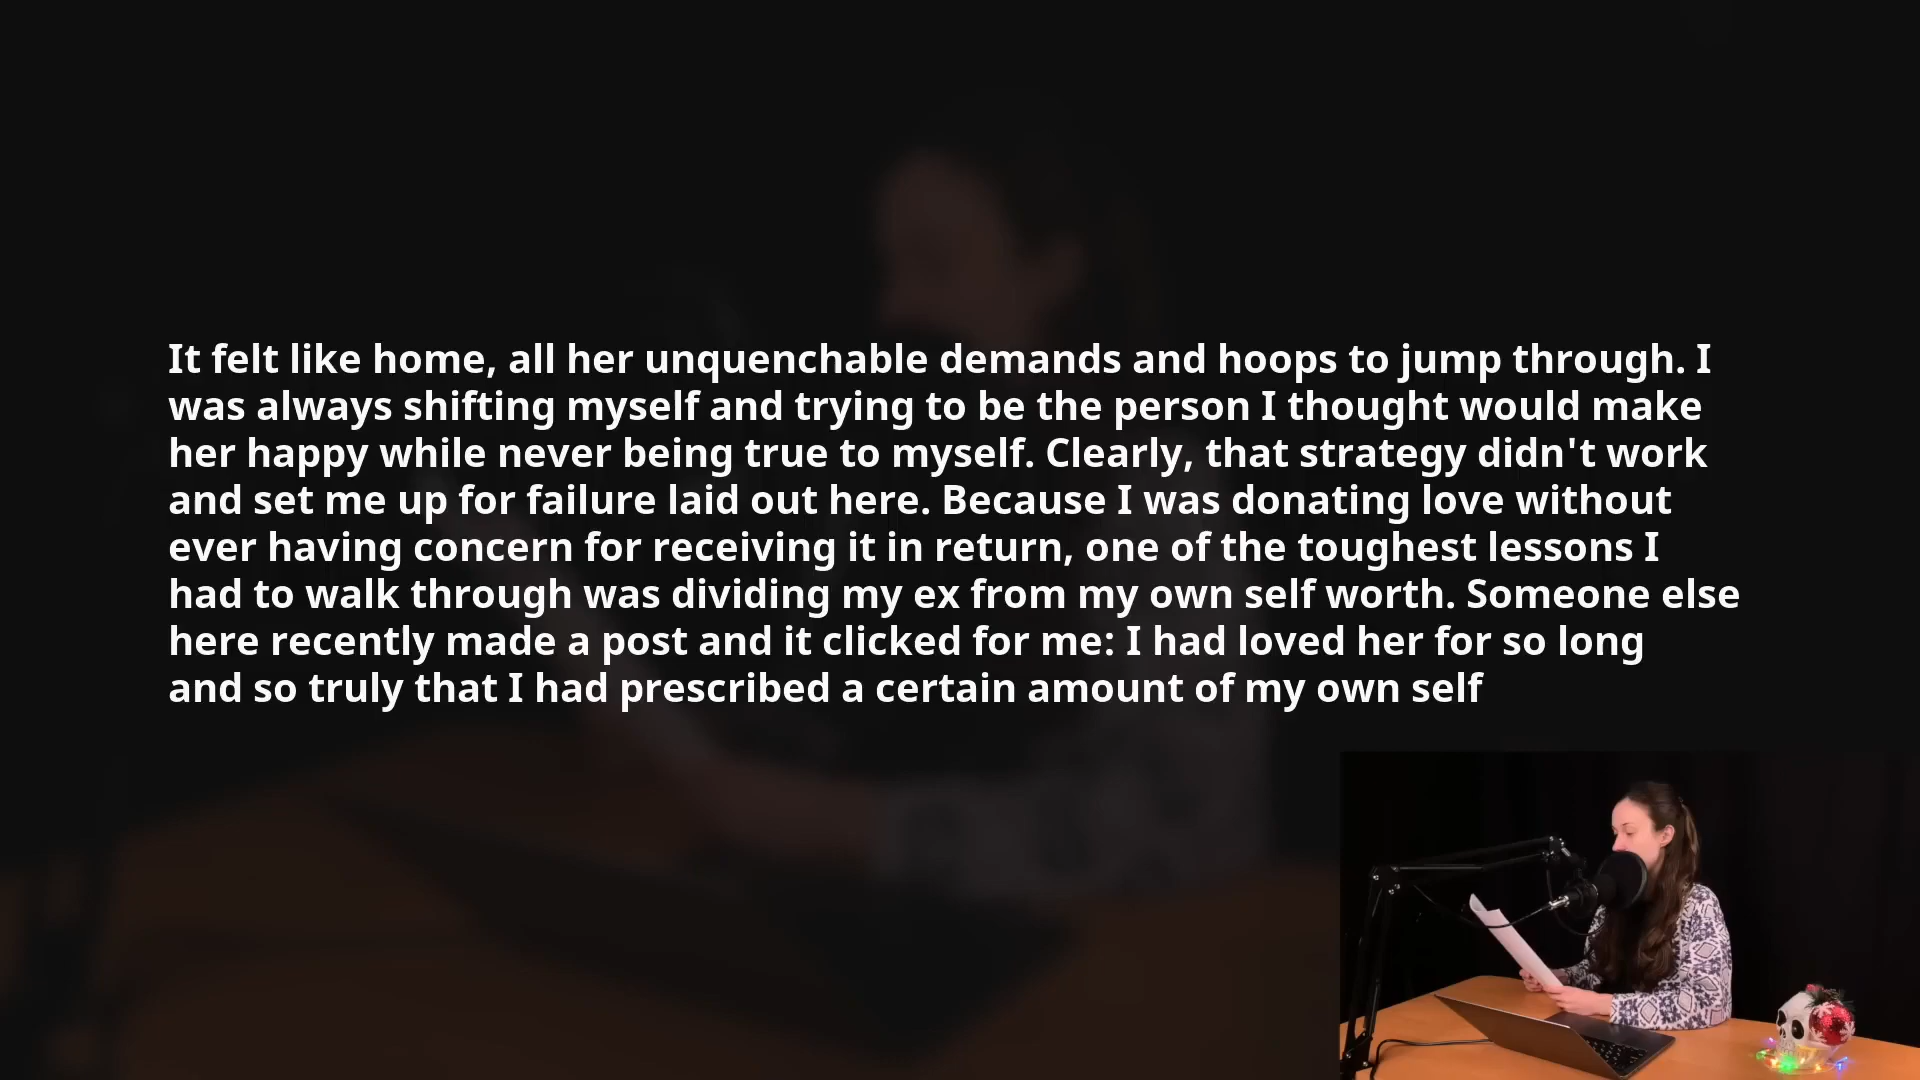 It felt like home, all her unquenchable demands and hoops to jump through. I
was always shifting myself and trying to be the person I thought would make
her happy while never being true to myself. Clearly, that strategy didn't work
and set me up for failure laid out here. Because I was donating love without
ever having concern for receiving it in return, one of the toughest lessons I
had to walk through was dividing my ex from my own self worth. Someone else
here recently made a post and it clicked for me: I had loved her for so long
and so truly that I had prescribed a certain amount of my own self